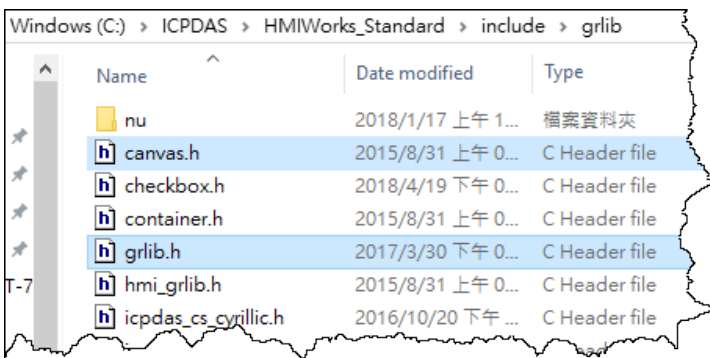 Windows (C:) > ICPDAS > HMIWorks_Standard > include > grlib
Name Date modified Type
nu 2018/1/17 上午 1... 檔案資料夾
canvas.h 2015/8/31 上午 0... C Header file
checkbox.h 2018/4/19 下午 0... C Header file
container.h 2015/8/31 上午 0... C Header file
grlib.h 2017/3/30 下午 0... C Header file
T-7
hmi_grlib.h 2015/8/31 上午 0... C Header file
icpdas_cs_cyrillic.h 2016/10/20 下午 ... C Header file